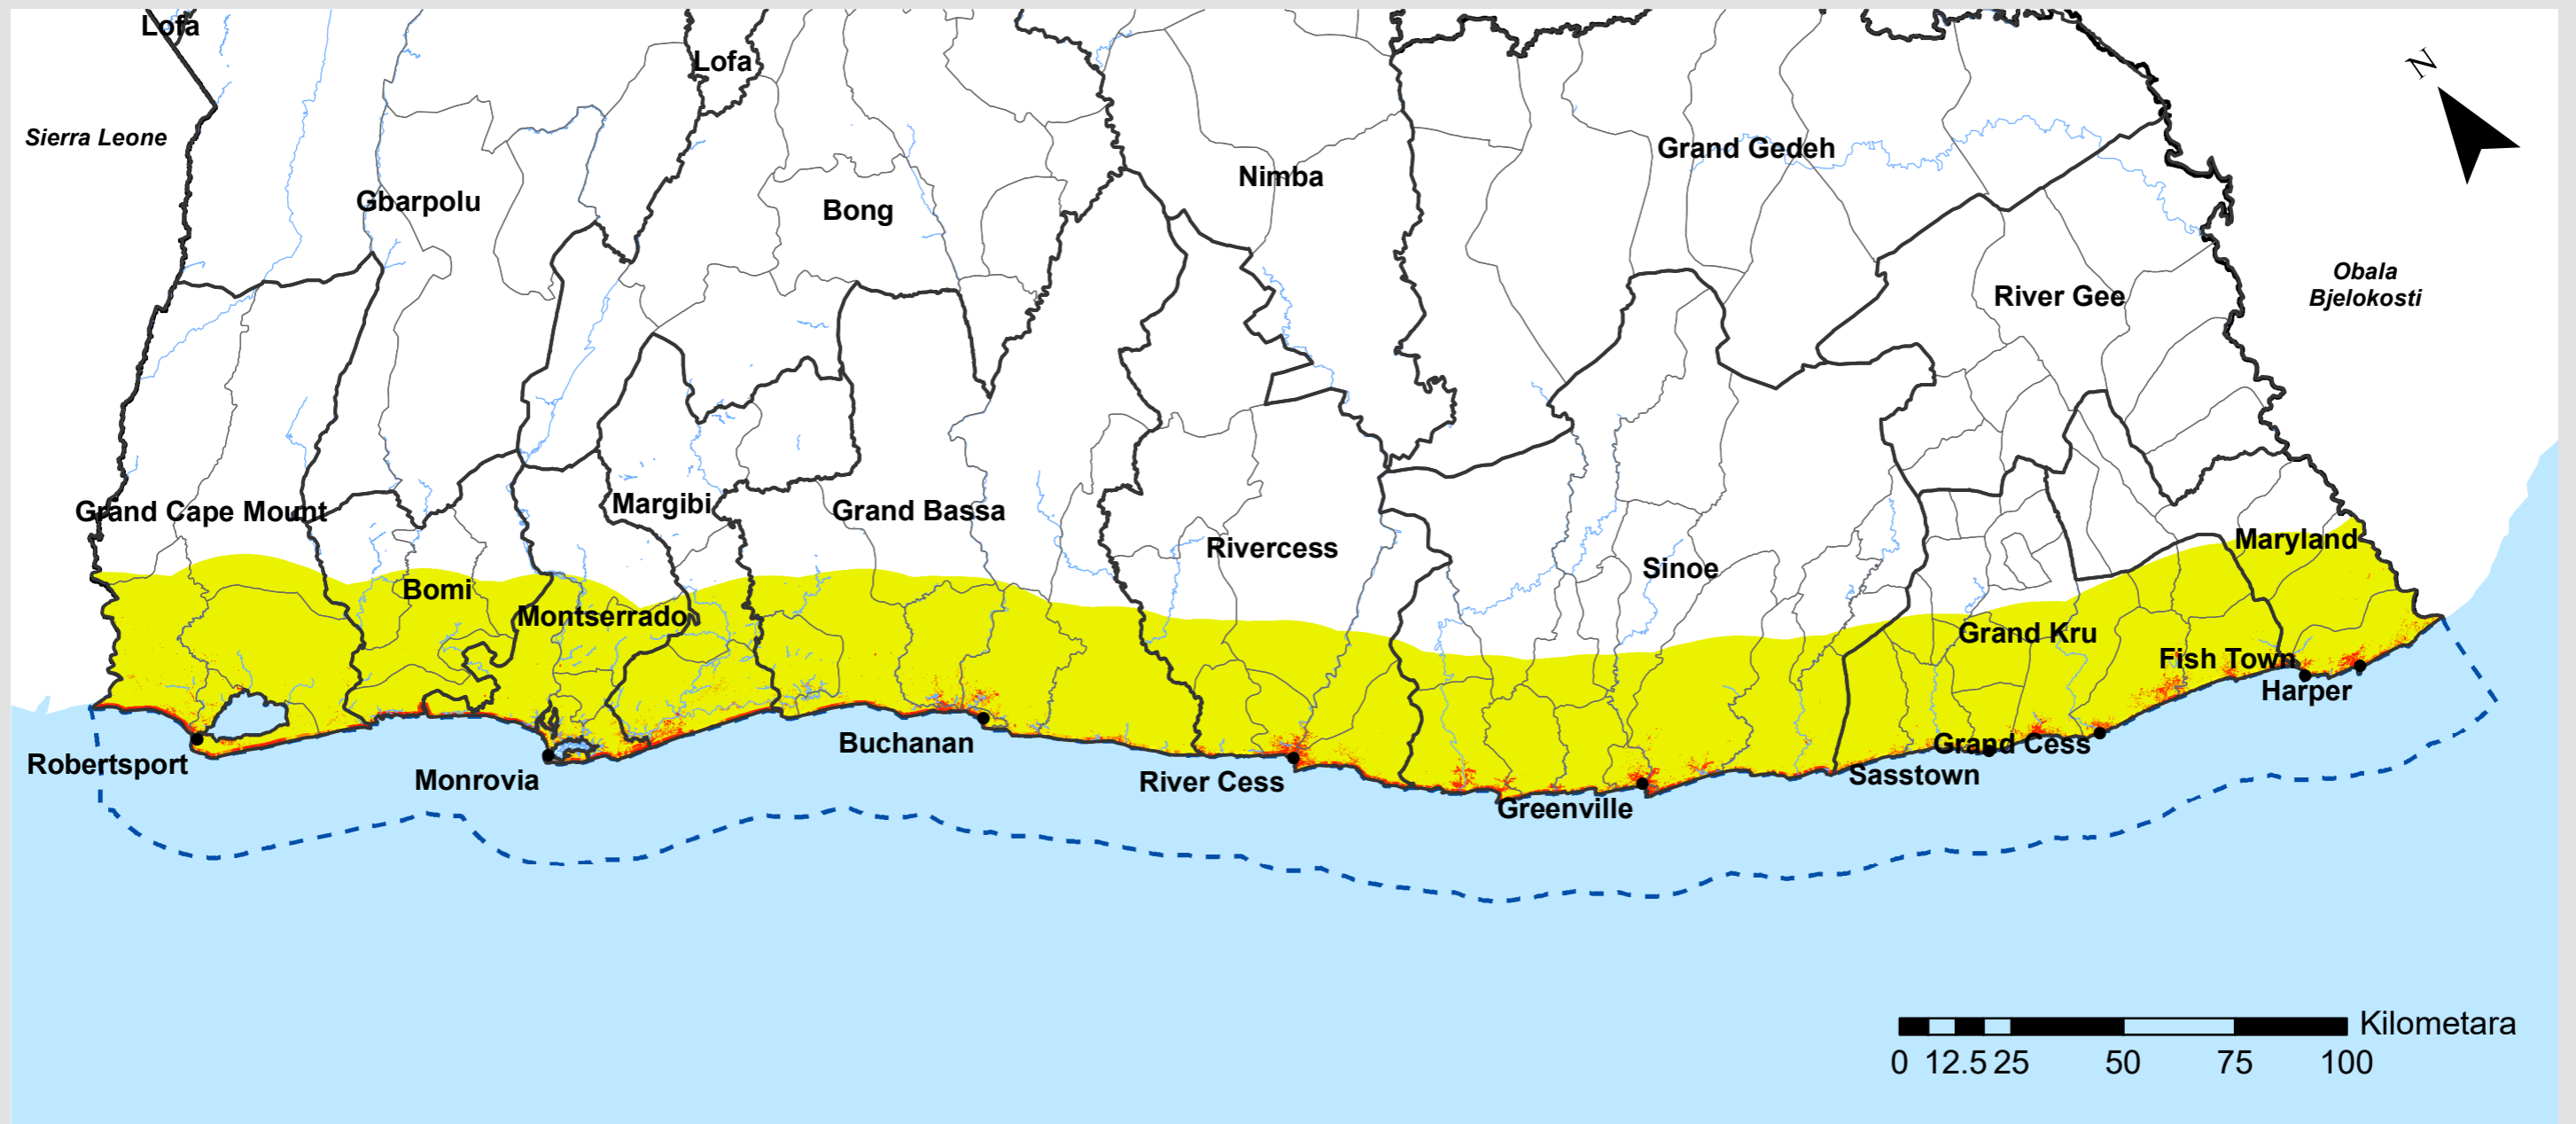 Lofa
Lofa
N
Sierra Leone
Grand Gedeh
Nimba
Gbarpolu
Bong
Obala
Bjelokosti
River Gee
Grand Cape Mount
Margibi
Grand Bassa
Rivercess
Maryland
Sinoe
Bomi
Montserrado
Grand Kru
Fish Town
Harper
Buchanan
Grand Cess
Robertsport
Monrovia
River Cess
Sasstown
Greenville
Kilometara
0 12.5 25 50 75 100